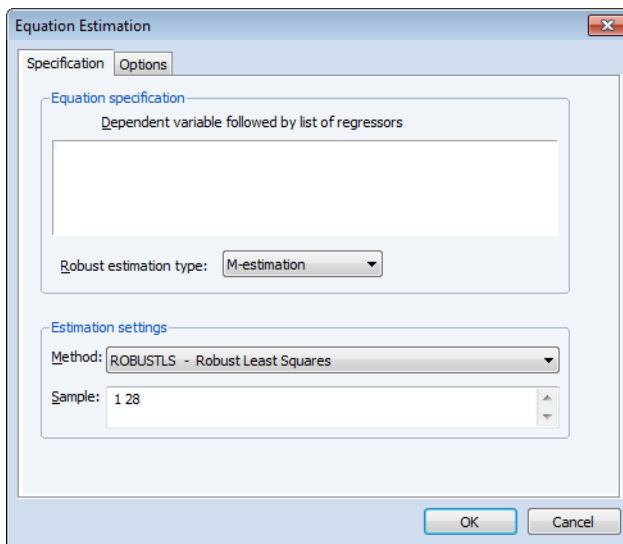 Equation Estimation
Specification Options
Equation specification
Dependent variable followed by list of regressors
Robust estimation type: M-estimation
Estimation settings
Method: ROBUSTLS - Robust Least Squares
Sample: 1 28
OK Cancel